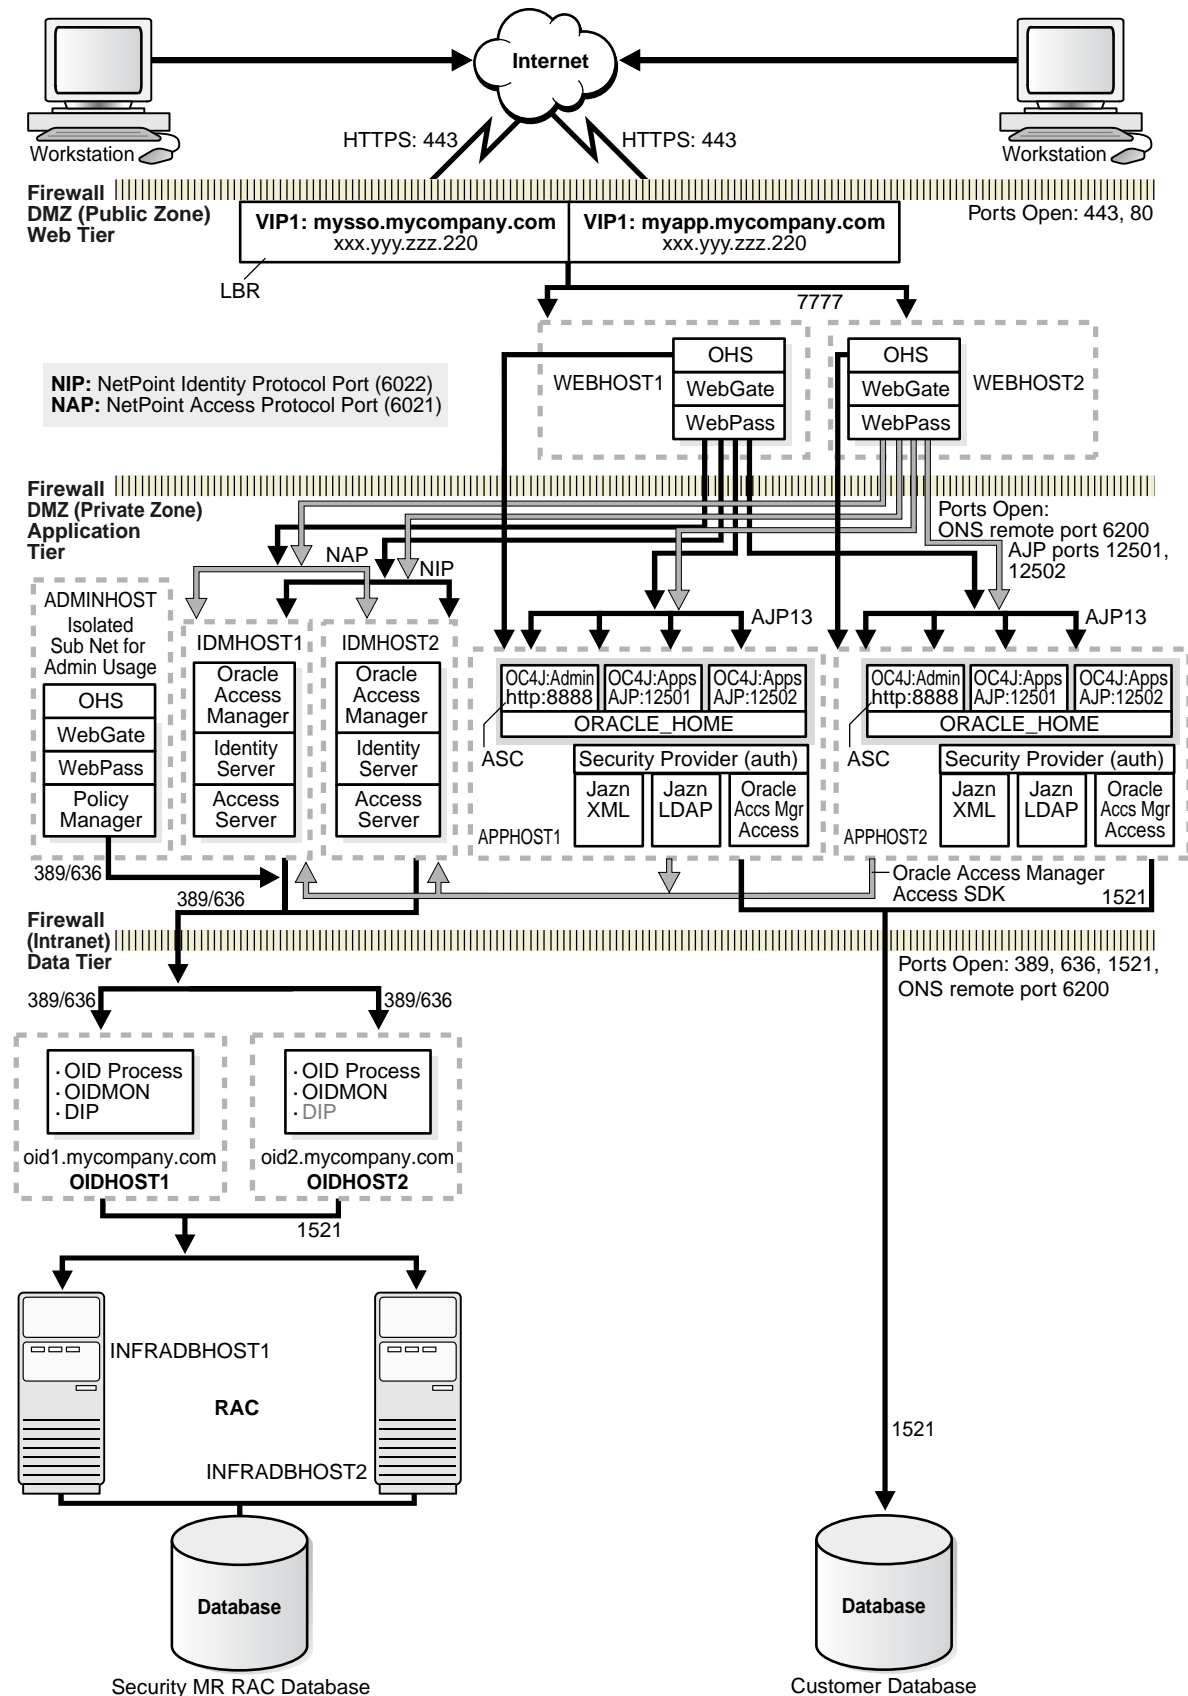 Internet
HTTPS: 443
HTTPS: 443
Workstation
Workstation
Firewall
DMZ (Public Zone)
Web Tier
Ports Open: 443, 80
VIP1: mysso.mycompany.com
xxx.yyy.zzz.220
VIP1: myapp.mycompany.com
xxx.yyy.zzz.220
LBR
7777
NIP: NetPoint Identity Protocol Port (6022)
NAP: NetPoint Access Protocol Port (6021)
WEBHOST1
OHS
WebGate
WebPass
OHS
WebGate
WebPass
WEBHOST2
Firewall
DMZ (Private Zone)
Application
Tier
Ports Open:
ONS remote port 6200
AJP ports 12501,
12502
NAP
NIP
AJP13
AJP13
ADMINHOST
Isolated
Sub Net for
Admin Usage
OHS
WebGate
WebPass
Policy
Manager
IDMHOST1
Oracle
Access
Manager
Identity
Server
Access
Server
IDMHOST2
Oracle
Access
Manager
Identity
Server
Access
Server
OC4J:Admin
http:8888
OC4J:Apps
AJP:12501
OC4J:Apps
AJP:12502
ORACLE_HOME
ASC
Security Provider (auth)
Jazn
XML
Jazn
LDAP
Oracle
Accs Mgr
Access
APPHOST1
OC4J:Admin
http:8888
OC4J:Apps
AJP:12501
OC4J:Apps
AJP:12502
ORACLE_HOME
ASC
Security Provider (auth)
Jazn
XML
Jazn
LDAP
Oracle
Accs Mgr
Access
APPHOST2
389/636
389/636
Oracle Access Manager
Access SDK
1521
Firewall
(Intranet)
Data Tier
Ports Open: 389, 636, 1521,
ONS remote port 6200
389/636
389/636
· OID Process
· OIDMON
· DIP
oid1.mycompany.com
OIDHOST1
· OID Process
· OIDMON
· DIP
oid2.mycompany.com
OIDHOST2
1521
INFRADBHOST1
RAC
INFRADBHOST2
1521
Database
Security MR RAC Database
Database
Customer Database